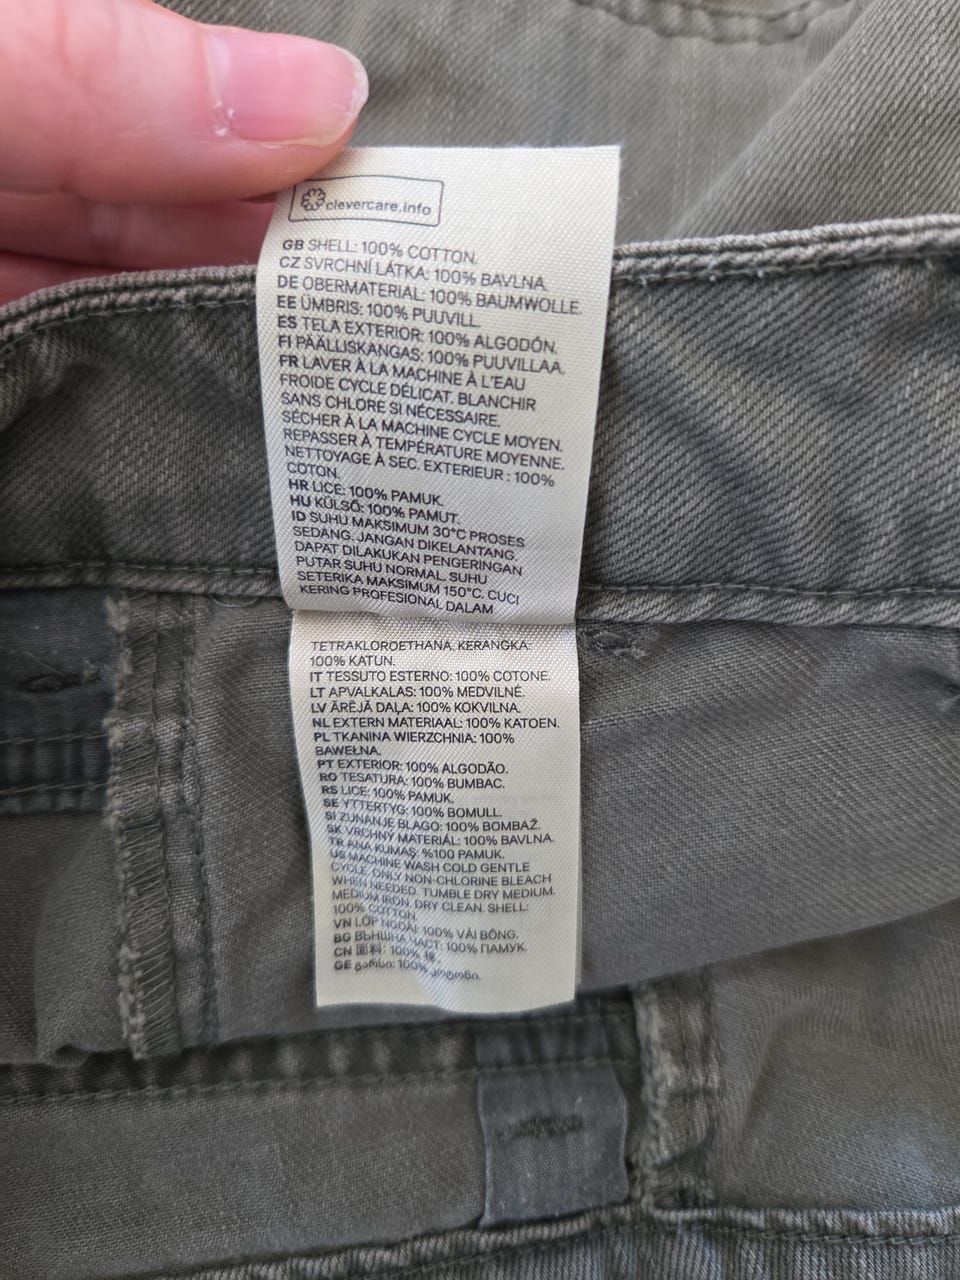 clevercare.info
GB SHELL: 100% COTTON.
CZ SVRCHNÍ LÁTKA: 100% BAVLNA.
DE OBERMATERIAL: 100% BAUMWOLLE.
EE ÜMBRIS: 100% PUUVILL.
ES TELA EXTERIOR: 100% ALGODÓN.
FI PÄÄLLISKANGAS: 100% PUUVILLAA.
FR LAVER À LA MACHINE À L'EAU
FROIDE CYCLE DÉLICAT. BLANCHIR
SANS CHLORE SI NÉCESSAIRE.
SÉCHER À LA MACHINE CYCLE MOYEN.
REPASSER À TEMPÉRATURE MOYENNE.
NETTOYAGE À SEC. EXTERIEUR : 100%
COTON.
HR LICE: 100% PAMUK.
HU KÜLSŐ: 100% PAMUT.
ID SUHU MAKSIMUM 30°C PROSES
SEDANG. JANGAN DIKELANTANG.
DAPAT DILAKUKAN PENGERINGAN
PUTAR SUHU NORMAL. SUHU
SETERIKA MAKSIMUM 150°C. CUCI
KERING PROFESIONAL DALAM
TETRAKLOROETHANA. KERANGKA:
100% KATUN.
IT TESSUTO ESTERNO: 100% COTONE.
LT APVALKALAS: 100% MEDVILNĖ.
LV ĀRĒJĀ DAĻA: 100% KOKVILNA.
NL EXTERN MATERIAAL: 100% KATOEN.
PL TKANINA WIERZCHNIA: 100%
BAWEŁNA.
PT EXTERIOR: 100% ALGODÃO.
RO TESATURA: 100% BUMBAC.
RS LICE: 100% PAMUK.
SE YTTERTYG: 100% BOMULL.
SI ZUNANJE BLAGO: 100% BOMBAŽ.
SK VRCHNÝ MATERIÁL: 100% BAVLNA.
TR ANA KUMAŞ: %100 PAMUK.
US MACHINE WASH COLD GENTLE
CYCLE. ONLY NON-CHLORINE BLEACH
WHEN NEEDED. TUMBLE DRY MEDIUM.
MEDIUM IRON. DRY CLEAN. SHELL:
100% COTTON.
VN LỚP NGOÀI: 100% VẢI BÔNG.
BG ВЪНШНА ЧАСТ: 100% ПАМУК.
CN 面料: 100% 棉.
GE გარსი: 100% კოტონი.